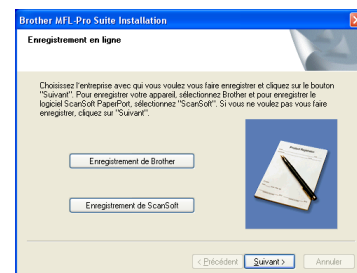 Brother MFL-Pro Suite Installation
Enregistrement en ligne
Choisissez l'entreprise avec qui vous voulez vous faire enregistrer et cliquez sur le bouton
"Suivant". Pour enregistrer votre appareil, sélectionnez Brother et pour enregistrer le
logiciel ScanSoft PaperPort, sélectionnez "ScanSoft". Si vous ne voulez pas vous faire
enregistrer, cliquez sur "Suivant".
Enregistrement de Brother
Enregistrement de ScanSoft
< Précédent
Suivant >
Annuler